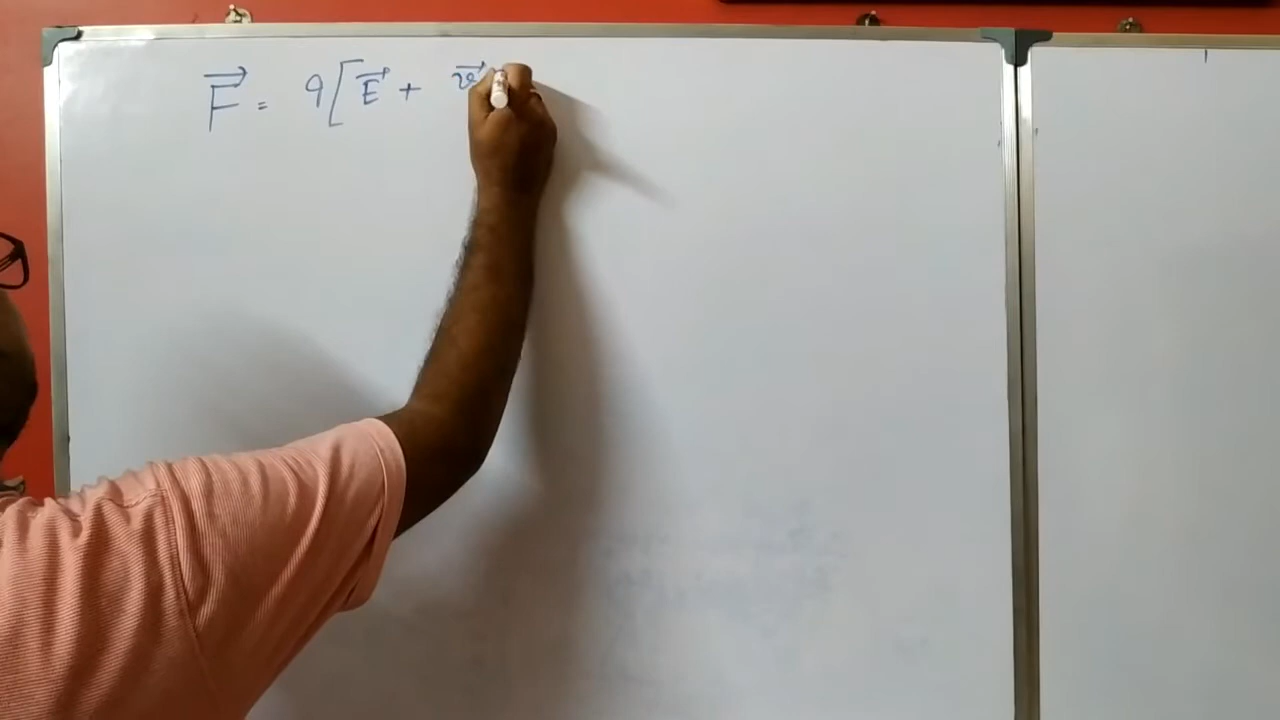 F⃗ = q[E⃗ + v⃗